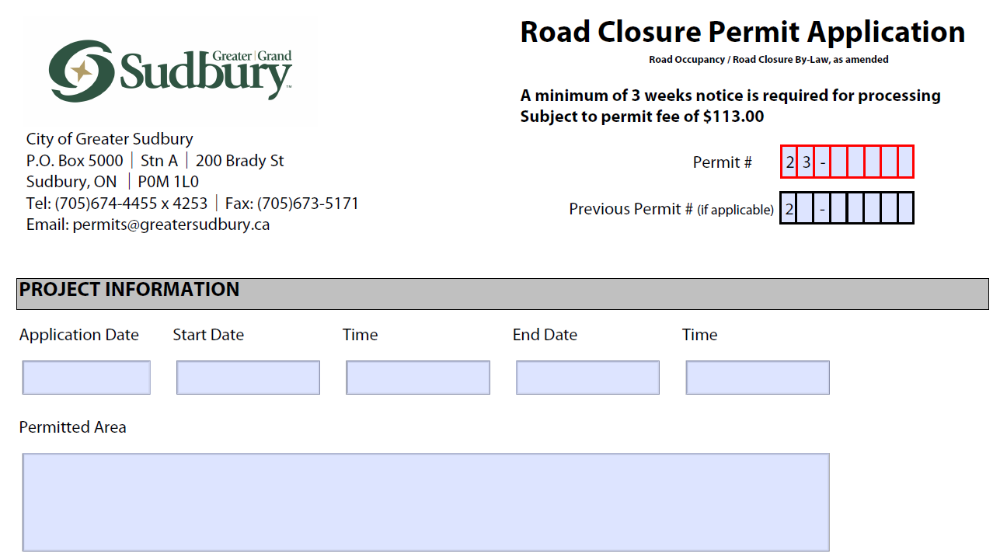 Greater | Grand
Sudbury™
City of Greater Sudbury
P.O. Box 5000 | Stn A | 200 Brady St
Sudbury, ON | P0M 1L0
Tel: (705)674-4455 x 4253 | Fax: (705)673-5171
Email: permits@greatersudbury.ca
Road Closure Permit Application
Road Occupancy / Road Closure By-Law, as amended
A minimum of 3 weeks notice is required for processing
Subject to permit fee of $113.00
Permit # 23-
Previous Permit # (if applicable) 2 -
PROJECT INFORMATION
Application Date Start Date Time End Date Time
Permitted Area